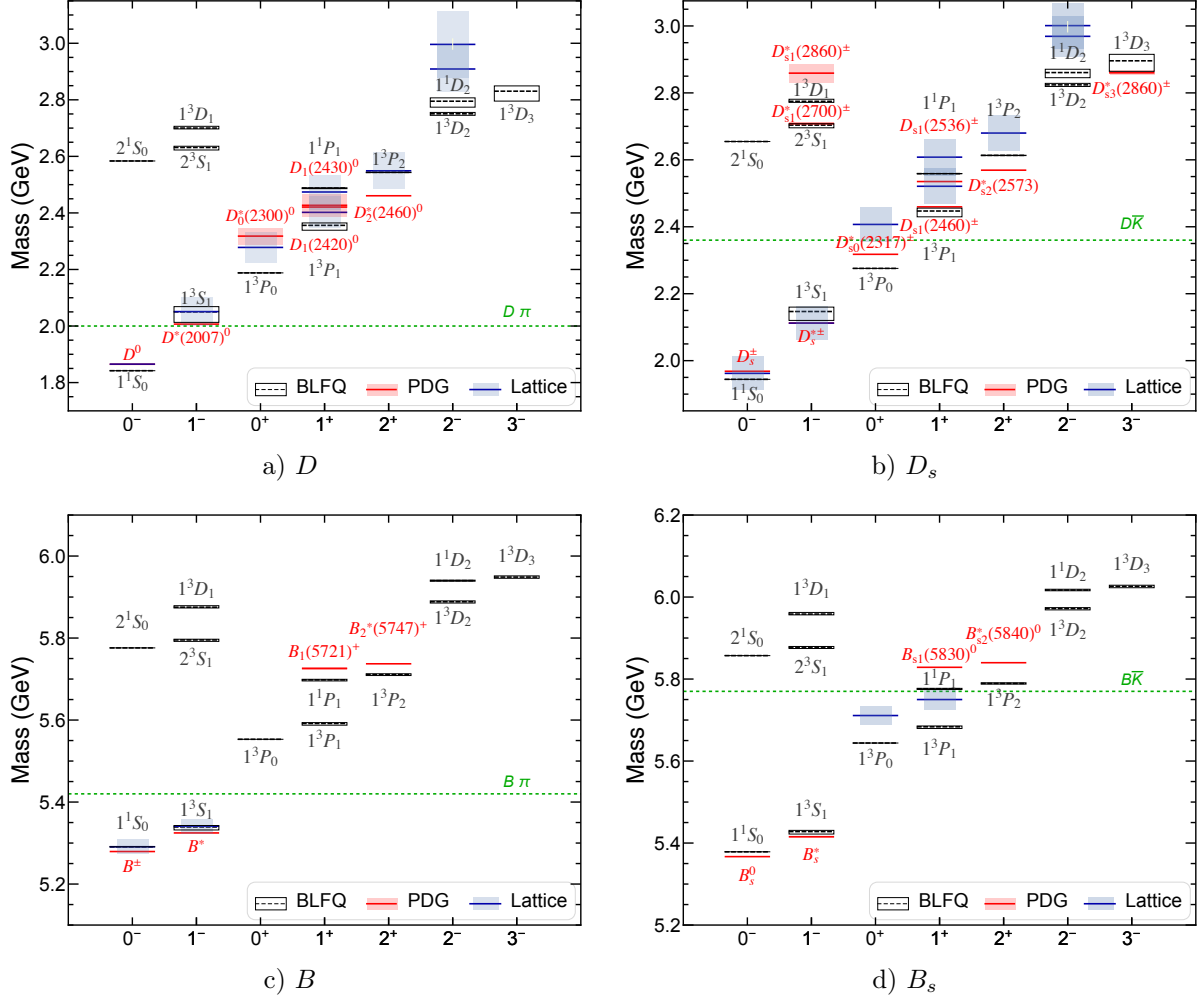 Mass (GeV)
3.0
2.8
2.6
2.4
2.2
2.0
1.8
2¹S₀
1³D₁
2³S₁
1¹P₁
D₁(2430)⁰
1³P₂
1¹D₂
1³D₂
1³D₃
D₀*(2300)⁰
D₂*(2460)⁰
D₁(2420)⁰
1³P₀
1³P₁
1³S₁
D*(2007)⁰
D π
D⁰
1¹S₀
BLFQ PDG Lattice
0⁻ 1⁻ 0⁺ 1⁺ 2⁺ 2⁻ 3⁻
a) D
Mass (GeV)
3.0
2.8
2.6
2.4
2.2
2.0
D*ₛ₁(2860)±
1³D₁
D*ₛ₁(2700)±
2³S₁
2¹S₀
1¹P₁
Dₛ₁(2536)±
1³P₂
D*ₛ₂(2573)
1¹D₂
1³D₂
1³D₃
D*ₛ₃(2860)±
Dₛ₁(2460)±
D*ₛ₀(2317)±
1³P₁
1³P₀
DK̅
1³S₁
Dₛ*±
Dₛ±
1¹S₀
BLFQ PDG Lattice
0⁻ 1⁻ 0⁺ 1⁺ 2⁺ 2⁻ 3⁻
b) Dₛ
Mass (GeV)
6.0
5.8
5.6
5.4
5.2
1³D₁
2¹S₀
2³S₁
B₁(5721)⁺
B₂*(5747)⁺
1¹P₁
1³P₂
1¹D₂
1³D₂
1³D₃
1³P₀
1³P₁
B π
1¹S₀
1³S₁
B±
B*
BLFQ PDG Lattice
0⁻ 1⁻ 0⁺ 1⁺ 2⁺ 2⁻ 3⁻
c) B
Mass (GeV)
6.2
6.0
5.8
5.6
5.4
5.2
1³D₁
2¹S₀
2³S₁
B*ₛ₂(5840)⁰
Bₛ₁(5830)⁰
1¹P₁
1³P₂
1¹D₂
1³D₂
1³D₃
BK̅
1³P₀
1³P₁
1³S₁
1¹S₀
Bₛ*
Bₛ⁰
BLFQ PDG Lattice
0⁻ 1⁻ 0⁺ 1⁺ 2⁺ 2⁻ 3⁻
d) Bₛ